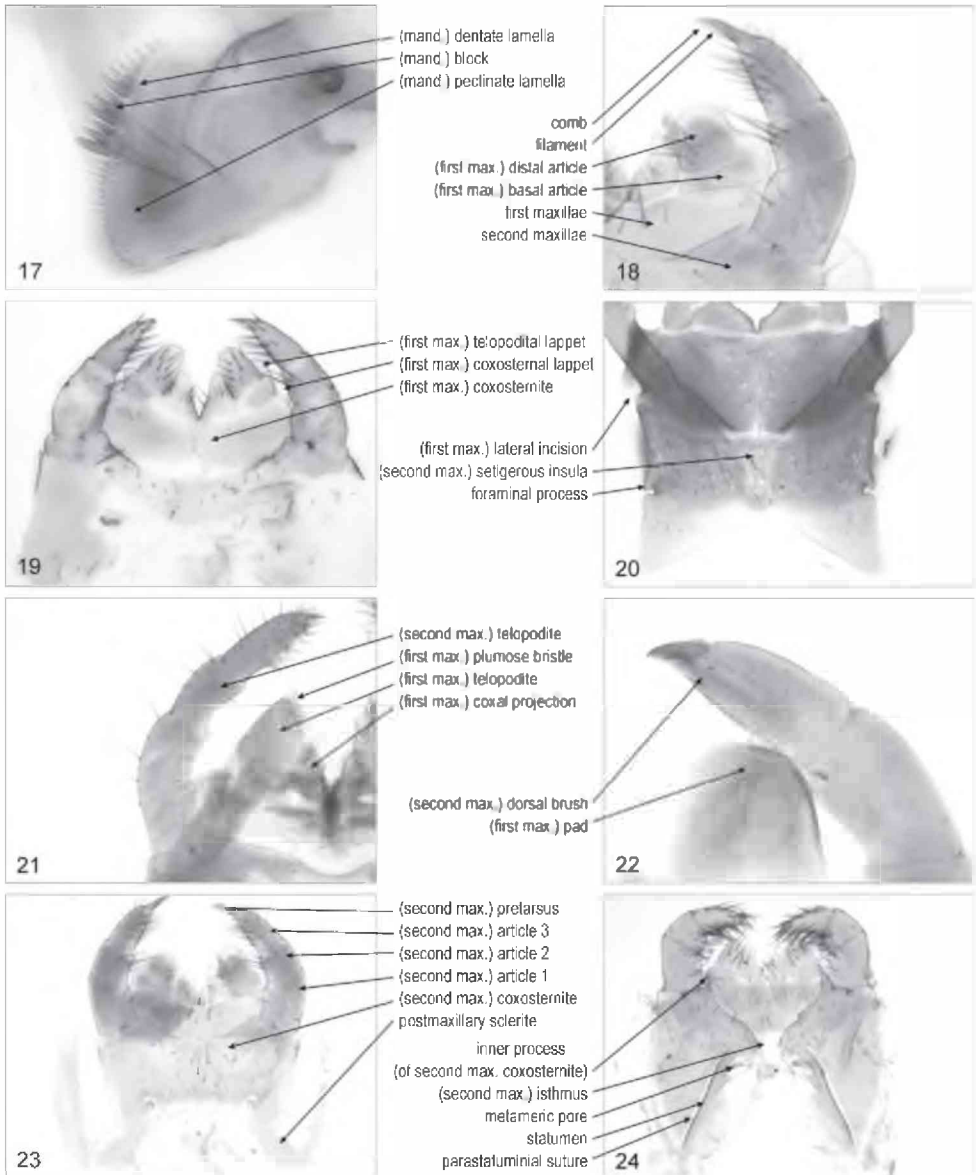 (mand.) dentate lamella
(mand.) block
(mand.) pectinate lamella
17
comb
filament
(first max.) distal article
(first max.) basal article
first maxillae
second maxillae
18
(first max.) telopodital lappet
(first max.) coxosternal lappet
(first max.) coxosternite
19
(first max.) lateral incision
(second max.) setigerous insula
foraminal process
20
(second max.) telopodite
(first max.) plumose bristle
(first max.) telopodite
(first max.) coxal projection
21
(second max.) dorsal brush
(first max.) pad
22
(second max.) pretarsus
(second max.) article 3
(second max.) article 2
(second max.) article 1
(second max.) coxosternite
postmaxillary sclerite
23
inner process
(of second max. coxosternite)
(second max.) isthmus
metameric pore
statumen
parastatuminial suture
24